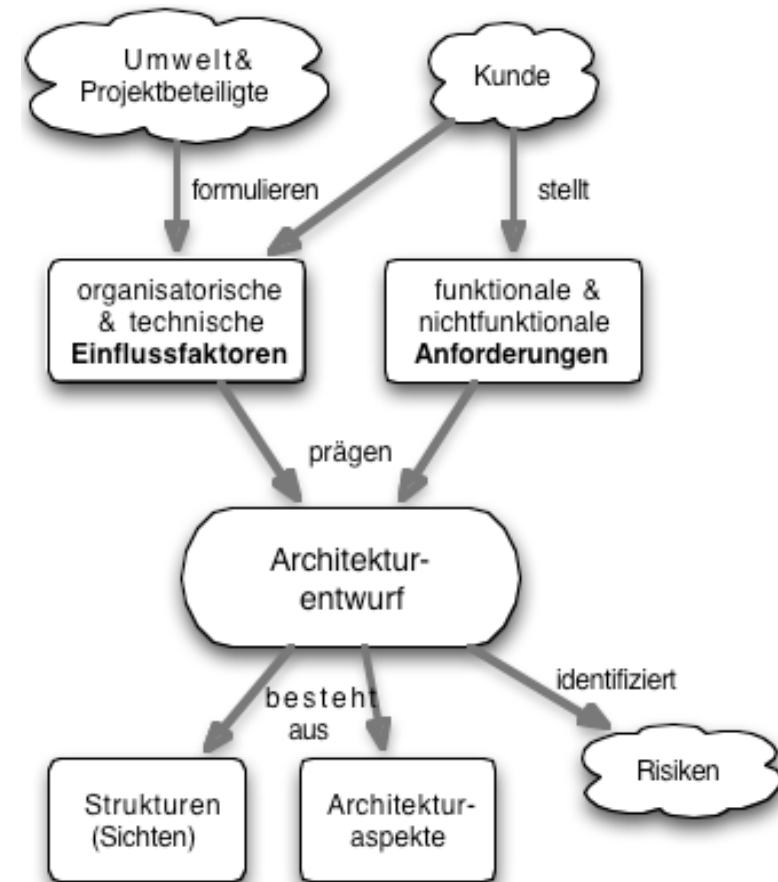 Umwelt&
Projektbeteiligte
Kunde
formulieren
stellt
organisatorische
& technische
Einflussfaktoren
funktionale &
nichtfunktionale
Anforderungen
prägen
Architektur-
entwurf
besteht
aus
identifiziert
Strukturen
(Sichten)
Architektur-
aspekte
Risiken